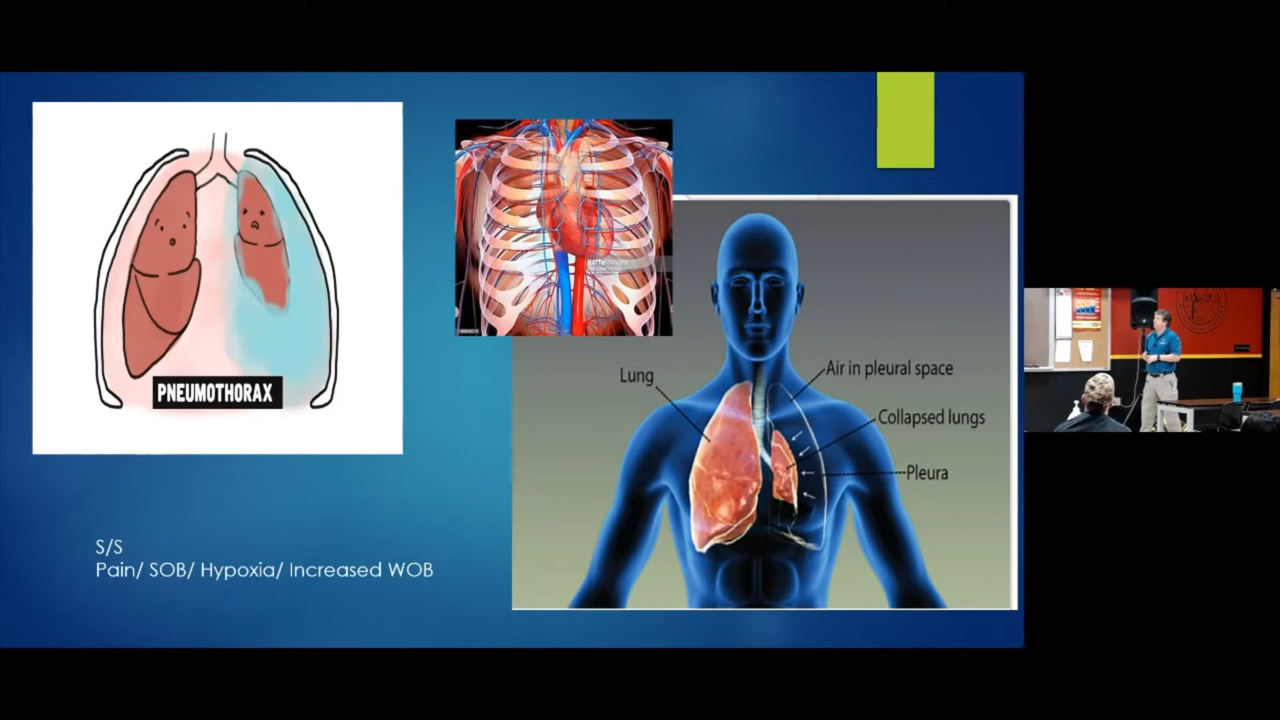 PNEUMOTHORAX
Lung
Air in pleural space
Collapsed lungs
Pleura
S/S
Pain/ SOB/ Hypoxia/ Increased WOB